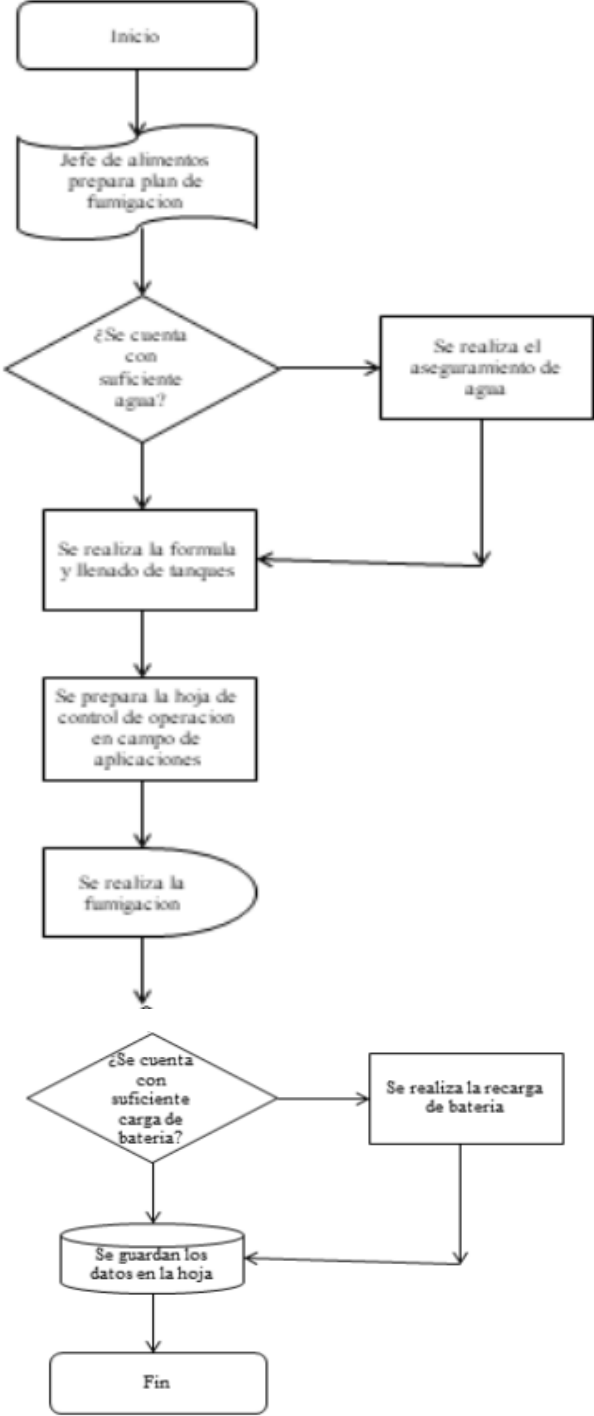 Inicio
Jefe de alimentos
prepara plan de
fumigacion
¿Se cuenta
con
suficiente
agua?
Se realiza el
aseguramiento de
agua
Se realiza la formula
y llenado de tanques
Se prepara la hoja de
control de operacion
en campo de
aplicaciones
Se realiza la
fumigacion
¿Se cuenta
con
suficiente
carga de
bateria?
Se realiza la recarga
de bateria
Se guardan los
datos en la hoja
Fin